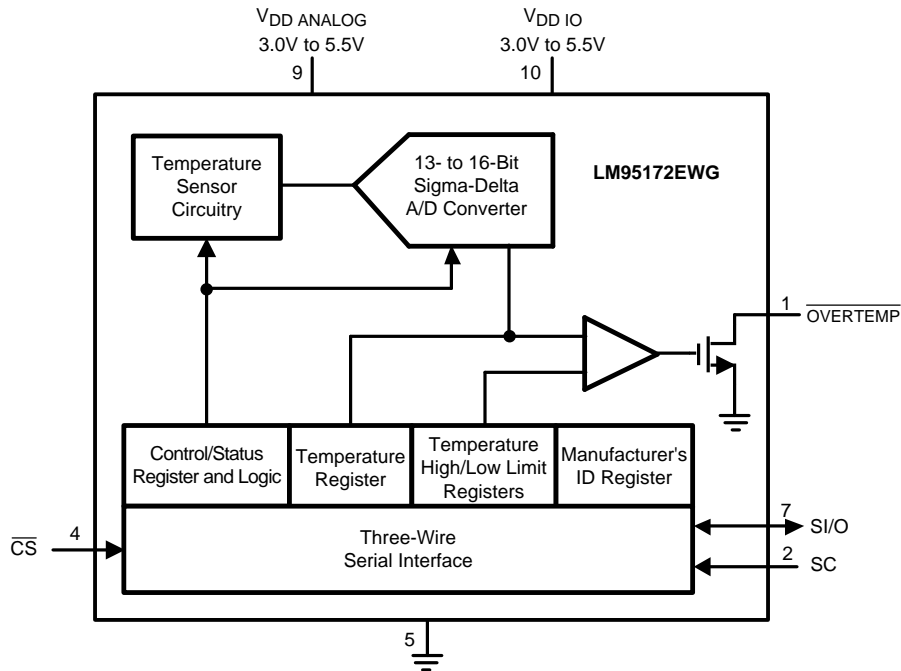 V_DD ANALOG
3.0V to 5.5V
9
V_DD IO
3.0V to 5.5V
10
Temperature
Sensor
Circuitry
13- to 16-Bit
Sigma-Delta
A/D Converter
LM95172EWG
1
OVERTEMP
Control/Status
Register and Logic
Temperature
Register
Temperature
High/Low Limit
Registers
Manufacturer's
ID Register
CS
4
Three-Wire
Serial Interface
7
SI/O
2
SC
5